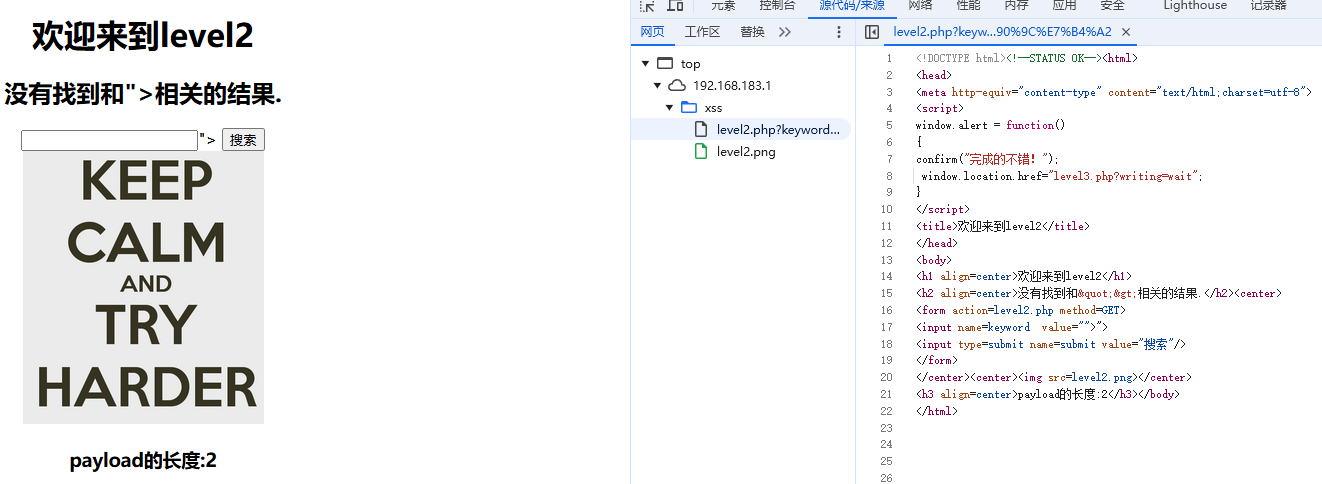 欢迎来到level2
没有找到和">相关的结果.
"> 搜索
KEEP
CALM
AND
TRY
HARDER
payload的长度:2
元素 控制台 源代码/来源 网络 性能 内存 应用 安全 Lighthouse 记录器
网页 工作区 替换 >>
top
192.168.183.1
xss
level2.php?keyword...
level2.png
level2.php?keyw...90%9C%E7%B4%A2 ×
1 <!DOCTYPE html><!--STATUS OK--><html>
2 <head>
3 <meta http-equiv="content-type" content="text/html;charset=utf-8">
4 <script>
5 window.alert = function()
6 {
7 confirm("完成的不错！");
8 window.location.href="level3.php?writing=wait";
9 }
10 </script>
11 <title>欢迎来到level2</title>
12 </head>
13 <body>
14 <h1 align=center>欢迎来到level2</h1>
15 <h2 align=center>没有找到和&quot;&gt;相关的结果.</h2><center>
16 <form action=level2.php method=GET>
17 <input name=keyword  value="">">
18 <input type=submit name=submit value="搜索"/>
19 </form>
20 </center><center><img src=level2.png></center>
21 <h3 align=center>payload的长度:2</h3></body>
22 </html>
23
24
25
26